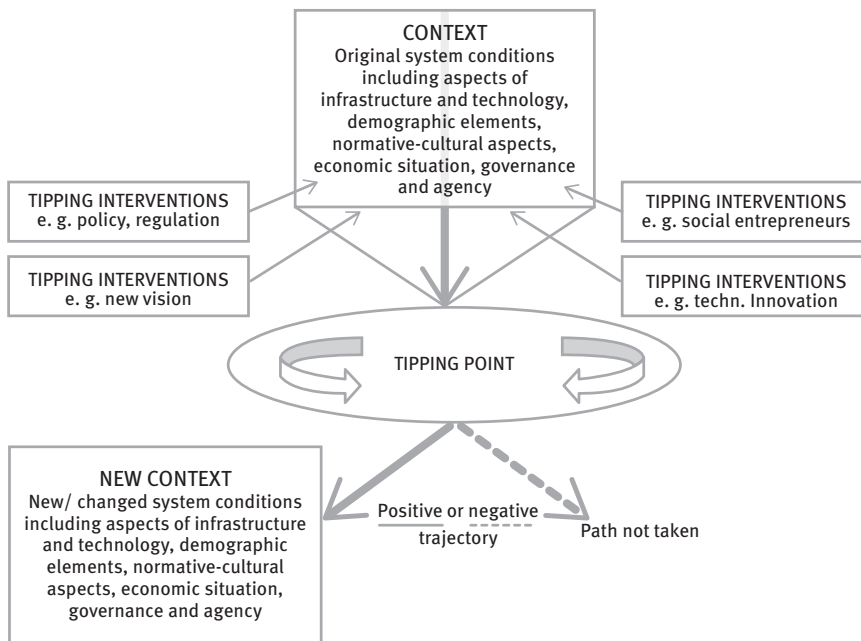 CONTEXT
Original system conditions
including aspects of
infrastructure and technology,
demographic elements,
normative-cultural aspects,
economic situation, governance
and agency
TIPPING INTERVENTIONS
e. g. policy, regulation
TIPPING INTERVENTIONS
e. g. social entrepreneurs
TIPPING INTERVENTIONS
e. g. new vision
TIPPING INTERVENTIONS
e. g. techn. Innovation
TIPPING POINT
NEW CONTEXT
New/ changed system conditions
including aspects of infrastructure
and technology, demographic
elements, normative-cultural
aspects, economic situation,
governance and agency
Positive or negative
trajectory
Path not taken